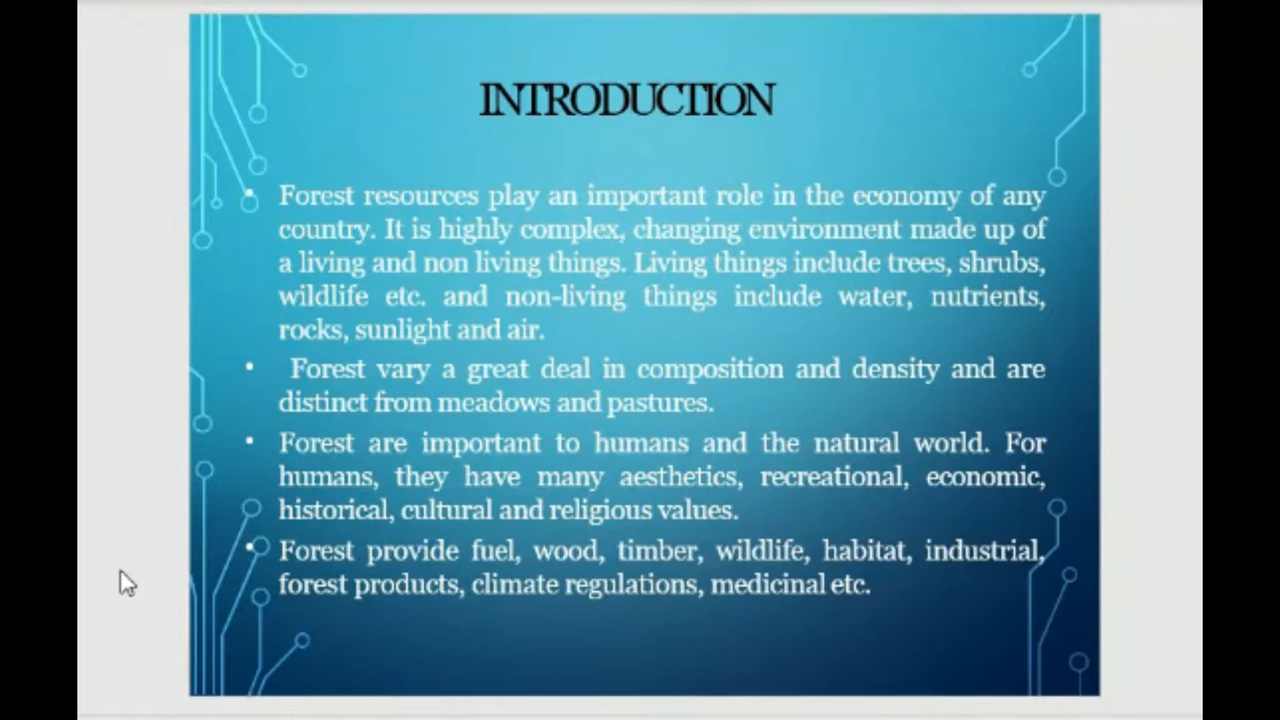 INTRODUCTION
• Forest resources play an important role in the economy of any
country. It is highly complex, changing environment made up of
a living and non living things. Living things include trees, shrubs,
wildlife etc. and non-living things include water, nutrients,
rocks, sunlight and air.
• Forest vary a great deal in composition and density and are
distinct from meadows and pastures.
• Forest are important to humans and the natural world. For
humans, they have many aesthetics, recreational, economic,
historical, cultural and religious values.
• Forest provide fuel, wood, timber, wildlife, habitat, industrial,
forest products, climate regulations, medicinal etc.